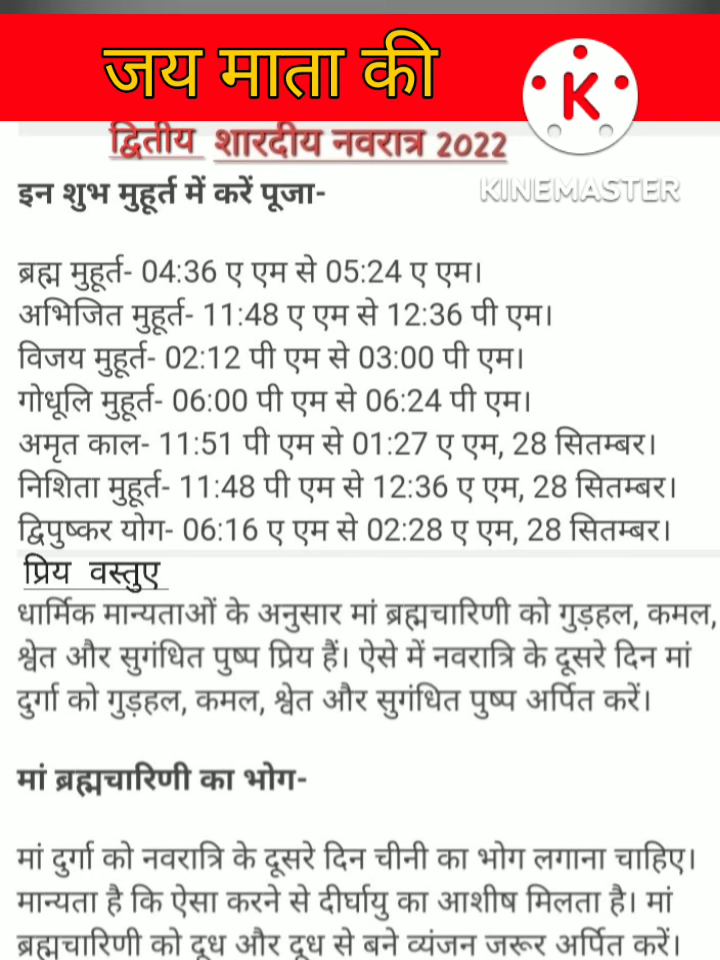 जय माता की
K
द्वितीय शारदीय नवरात्र 2022
KINEMASTER
इन शुभ मुहूर्त में करें पूजा-
ब्रह्म मुहूर्त- 04:36 ए एम से 05:24 ए एम।
अभिजित मुहूर्त- 11:48 ए एम से 12:36 पी एम।
विजय मुहूर्त- 02:12 पी एम से 03:00 पी एम।
गोधूलि मुहूर्त- 06:00 पी एम से 06:24 पी एम।
अमृत काल- 11:51 पी एम से 01:27 ए एम, 28 सितम्बर।
निशिता मुहूर्त- 11:48 पी एम से 12:36 ए एम, 28 सितम्बर।
द्विपुष्कर योग- 06:16 ए एम से 02:28 ए एम, 28 सितम्बर।
प्रिय वस्तुए
धार्मिक मान्यताओं के अनुसार मां ब्रह्मचारिणी को गुड़हल, कमल,
श्वेत और सुगंधित पुष्प प्रिय हैं। ऐसे में नवरात्रि के दूसरे दिन मां
दुर्गा को गुड़हल, कमल, श्वेत और सुगंधित पुष्प अर्पित करें।
मां ब्रह्मचारिणी का भोग-
मां दुर्गा को नवरात्रि के दूसरे दिन चीनी का भोग लगाना चाहिए।
मान्यता है कि ऐसा करने से दीर्घायु का आशीष मिलता है। मां
ब्रह्मचारिणी को दूध और दूध से बने व्यंजन जरूर अर्पित करें।